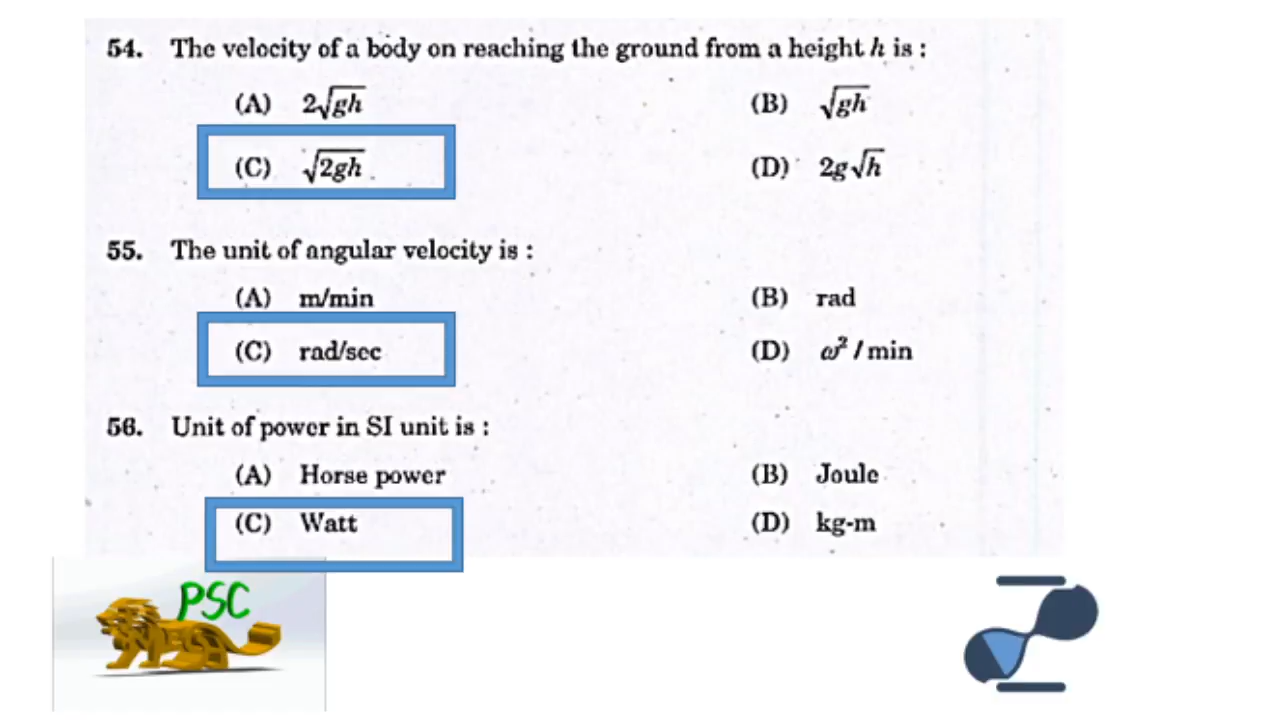 54. The velocity of a body on reaching the ground from a height h is :
(A) 2√gh (B) √gh
(C) √2gh (D) 2g√h
55. The unit of angular velocity is :
(A) m/min (B) rad
(C) rad/sec (D) ω² / min
56. Unit of power in SI unit is :
(A) Horse power (B) Joule
(C) Watt (D) kg-m
PSC